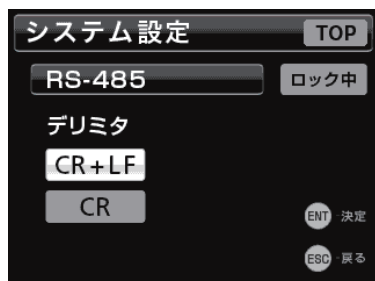 システム設定 TOP
RS-485 ロック中
デリミタ
CR+LF
CR
ENT 決定
ESC 戻る